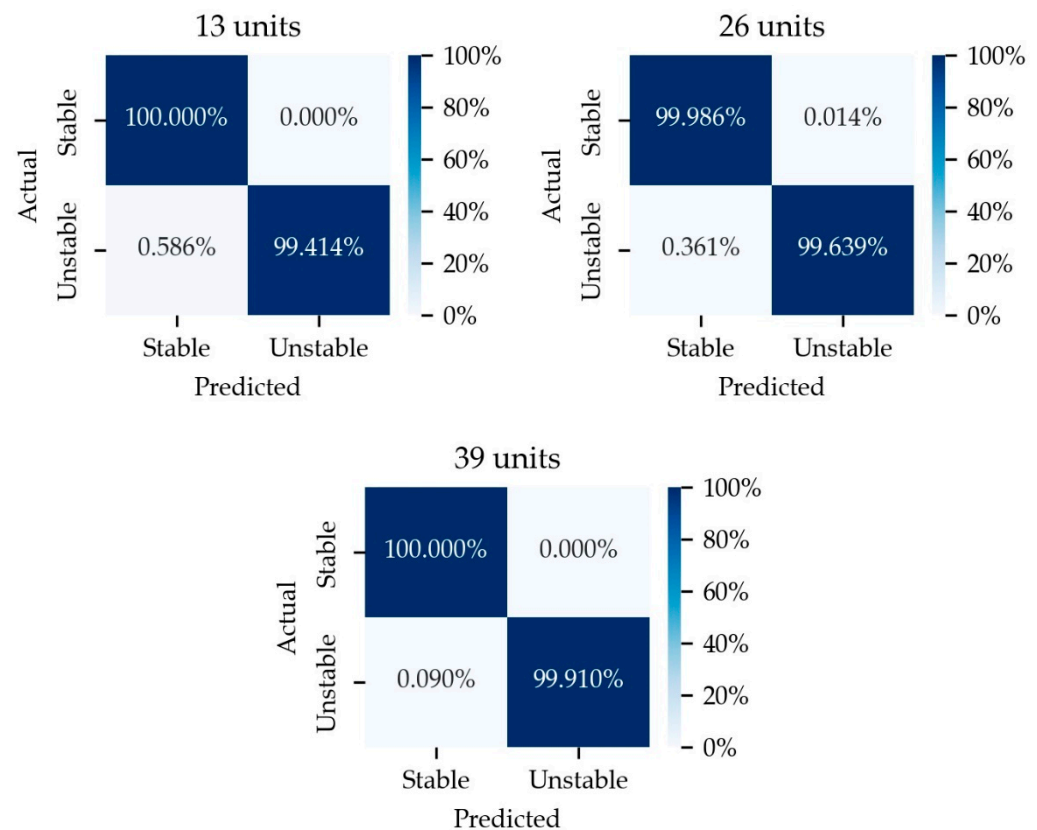 13 units
100.000% 0.000%
0.586% 99.414%
Actual
Stable
Unstable
Stable Unstable
Predicted
100%
80%
60%
40%
20%
0%
26 units
99.986% 0.014%
0.361% 99.639%
Actual
Stable
Unstable
Stable Unstable
Predicted
100%
80%
60%
40%
20%
0%
39 units
100.000% 0.000%
0.090% 99.910%
Actual
Stable
Unstable
Stable Unstable
Predicted
100%
80%
60%
40%
20%
0%